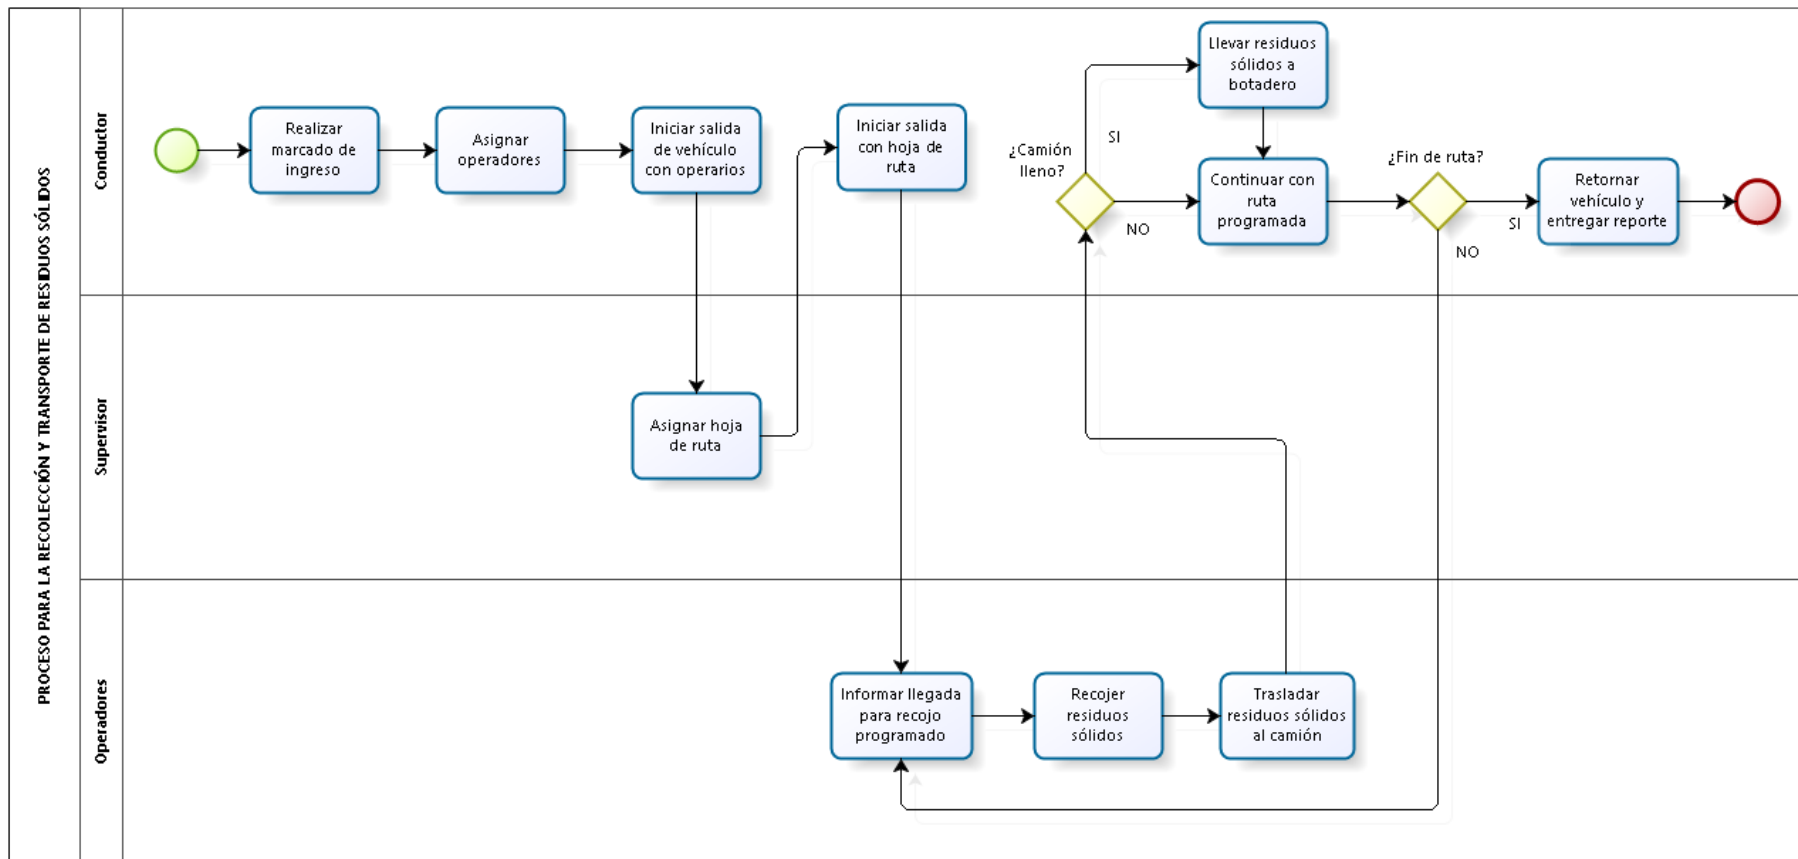 PROCESO PARA LA RECOLECCIÓN Y TRANSPORTE DE RESIDUOS SÓLIDOS
Conductor
Realizar
marcado de
ingreso
Asignar
operadores
Iniciar salida
de vehículo
con operarios
Iniciar salida
con hoja de
ruta
¿Camión
lleno?
SI
NO
Llevar residuos
sólidos a
botadero
Continuar con
ruta
programada
¿Fin de ruta?
SI
NO
Retornar
vehículo y
entregar reporte
Supervisor
Asignar hoja
de ruta
Operadores
Informar llegada
para recojo
programado
Recojer
residuos
sólidos
Trasladar
residuos sólidos
al camión